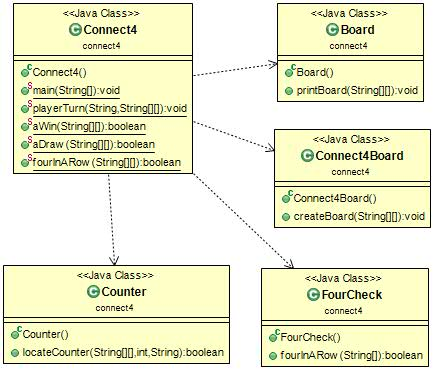 <<Java Class>>
Connect4
connect4
Connect4()
main(String[]):void
playerTurn(String,String[][]):void
aWin(String[][]):boolean
aDraw(String[][]):boolean
fourInARow(String[][]):boolean
<<Java Class>>
Board
connect4
Board()
printBoard(String[][]):void
<<Java Class>>
Connect4Board
connect4
Connect4Board()
createBoard(String[][]):void
<<Java Class>>
Counter
connect4
Counter()
locateCounter(String[][],int,String):boolean
<<Java Class>>
FourCheck
connect4
FourCheck()
fourInARow(String[][]):boolean